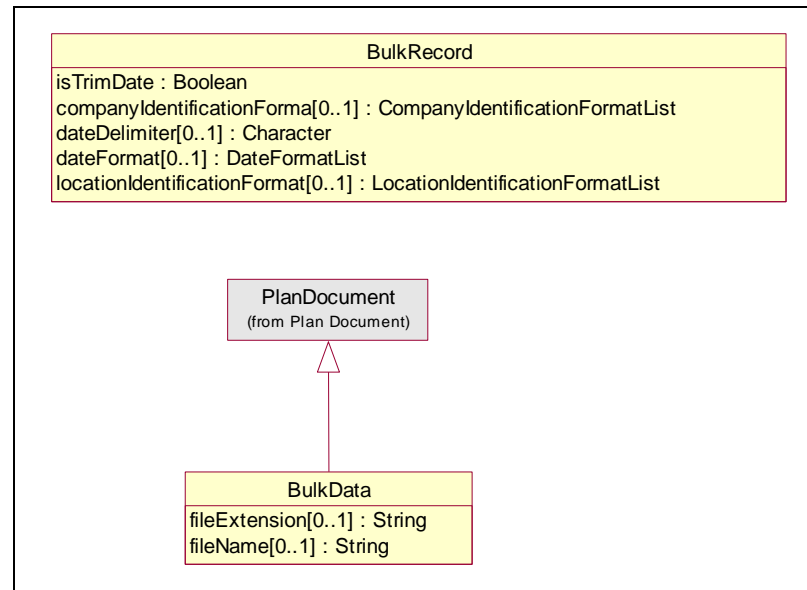 BulkRecord
isTrimDate : Boolean
companyIdentificationForma[0..1] : CompanyIdentificationFormatList
dateDelimiter[0..1] : Character
dateFormat[0..1] : DateFormatList
locationIdentificationFormat[0..1] : LocationIdentificationFormatList
PlanDocument
(from Plan Document)
BulkData
fileExtension[0..1] : String
fileName[0..1] : String